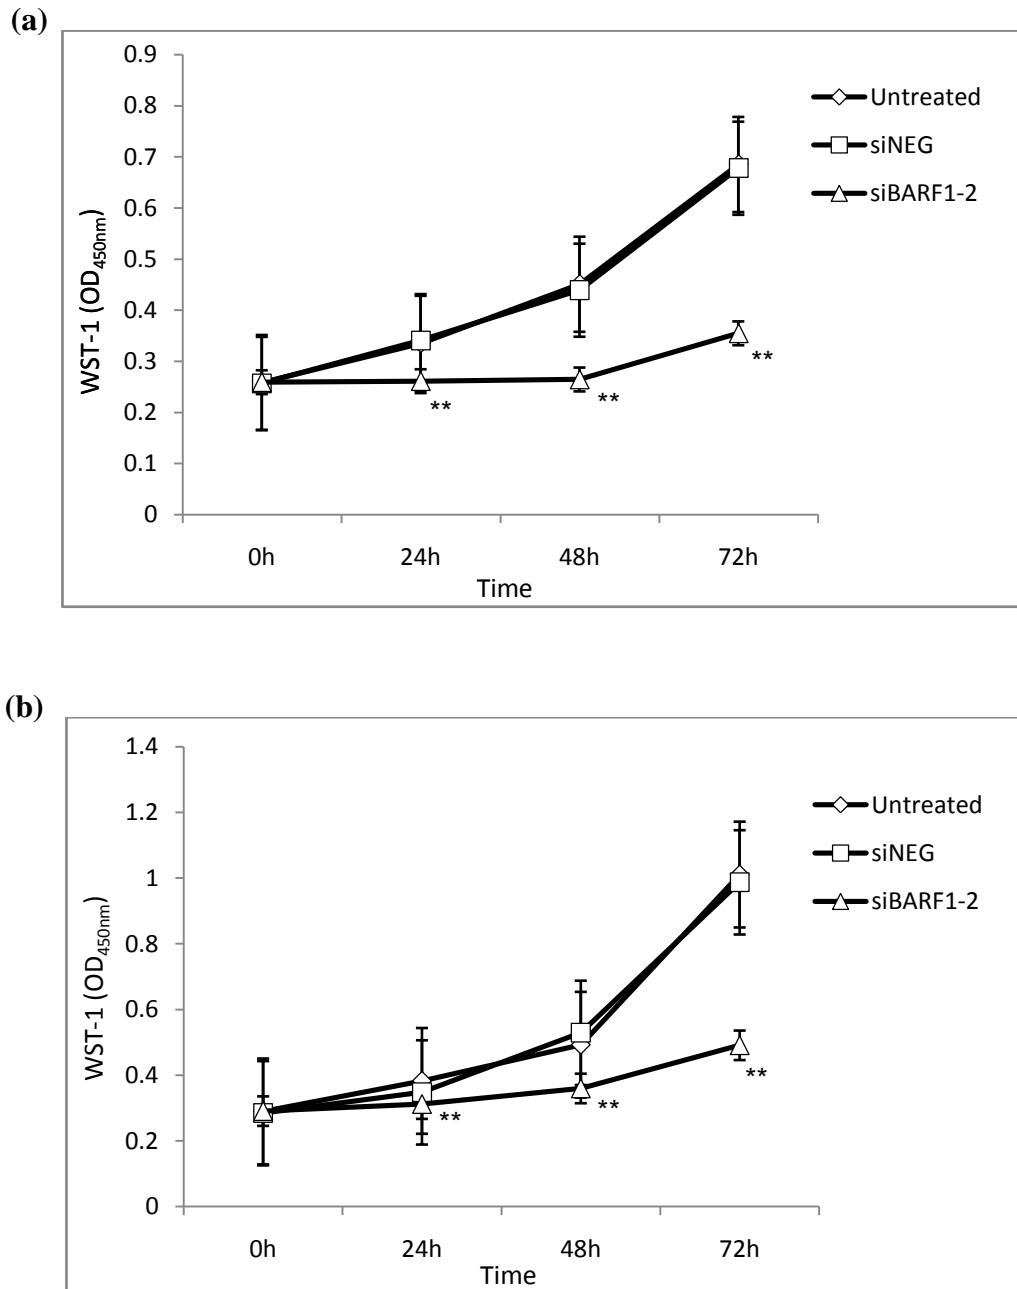 (a)
0.9
0.8
0.7
0.6
0.5
0.4
0.3
0.2
0.1
0
WST-1 (OD450nm)
0h 24h 48h 72h
Time
Untreated
siNEG
siBARF1-2
** ** **
(b)
1.4
1.2
1
0.8
0.6
0.4
0.2
0
WST-1 (OD450nm)
0h 24h 48h 72h
Time
Untreated
siNEG
siBARF1-2
** ** **